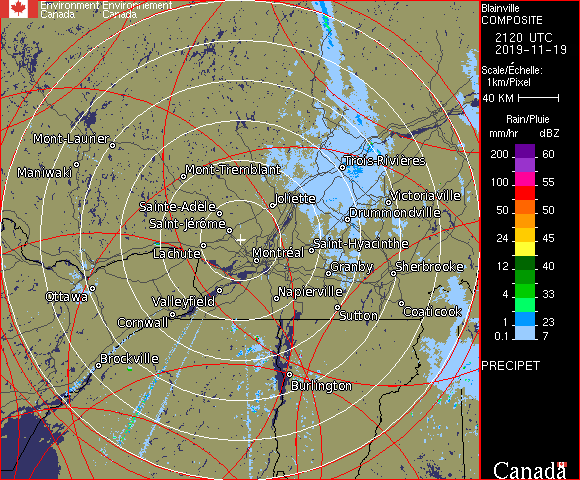 Environment Environnement
Canada Canada
Blainville
COMPOSITE
2120 UTC
2019-11-19
Scale/Échelle:
1km/Pixel
40 KM
Rain/Pluie
mm/hr dBZ
200 60
100 55
50 50
24 45
12 40
4 33
1 23
0.1 7
PRECIPET
Canada
Mont-Laurier
Maniwaki
Mont-Tremblant
Trois-Rivières
Sainte-Adèle
Joliette
Victoriaville
Saint-Jérôme
Drummondville
Lachute
Montréal
Saint-Hyacinthe
Granby
Sherbrooke
Ottawa
Valleyfield
Napierville
Cornwall
Sutton
Coaticook
Brockville
Burlington